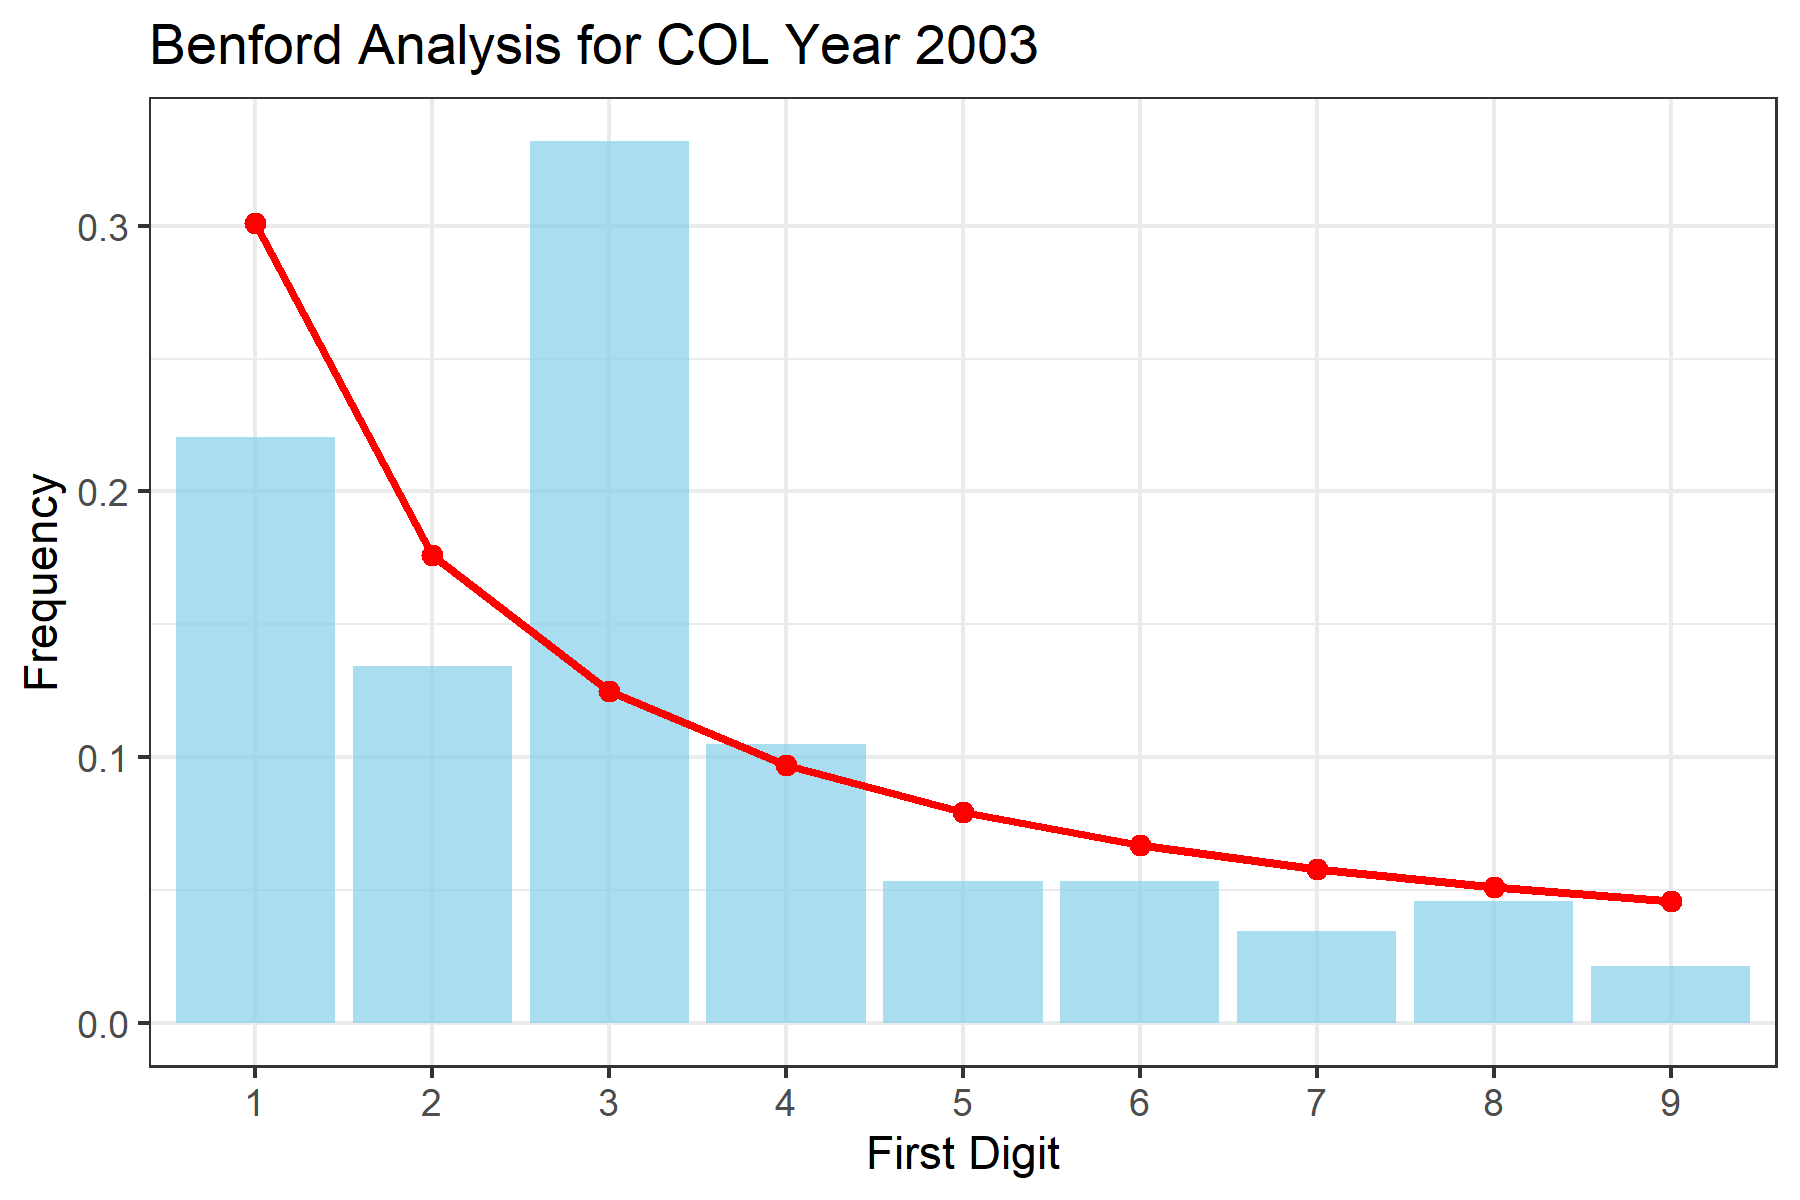 Benford Analysis for COL Year 2003
Frequency
0.3
0.2
0.1
0.0
1 2 3 4 5 6 7 8 9
First Digit